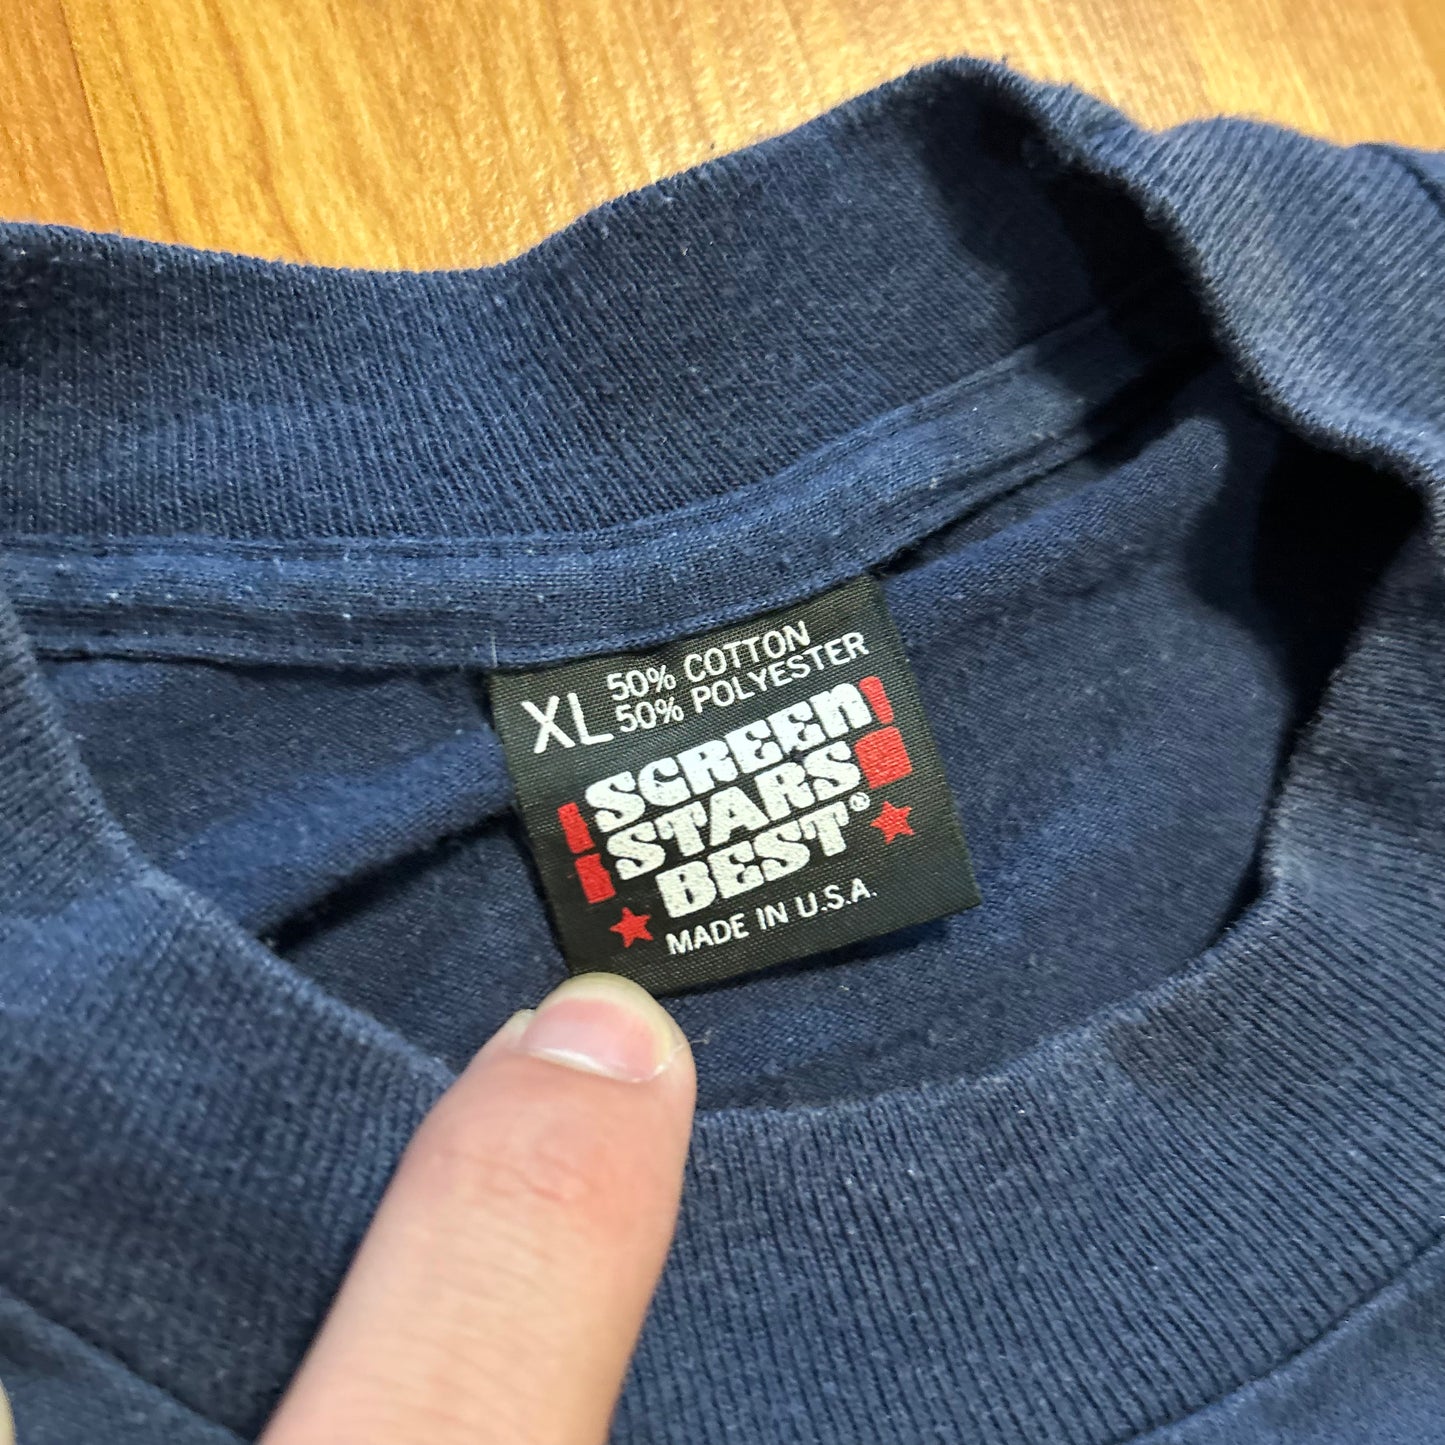 XL
50% COTTON
50% POLYESTER
SCREEN
STARS
BEST®
MADE IN U.S.A.